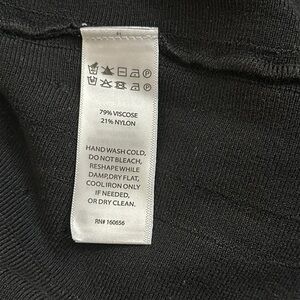 79% VISCOSE
21% NYLON
HAND WASH COLD,
DO NOT BLEACH,
RESHAPE WHILE
DAMP,DRY FLAT,
COOL IRON ONLY
IF NEEDED,
OR DRY CLEAN.
RN# 160656